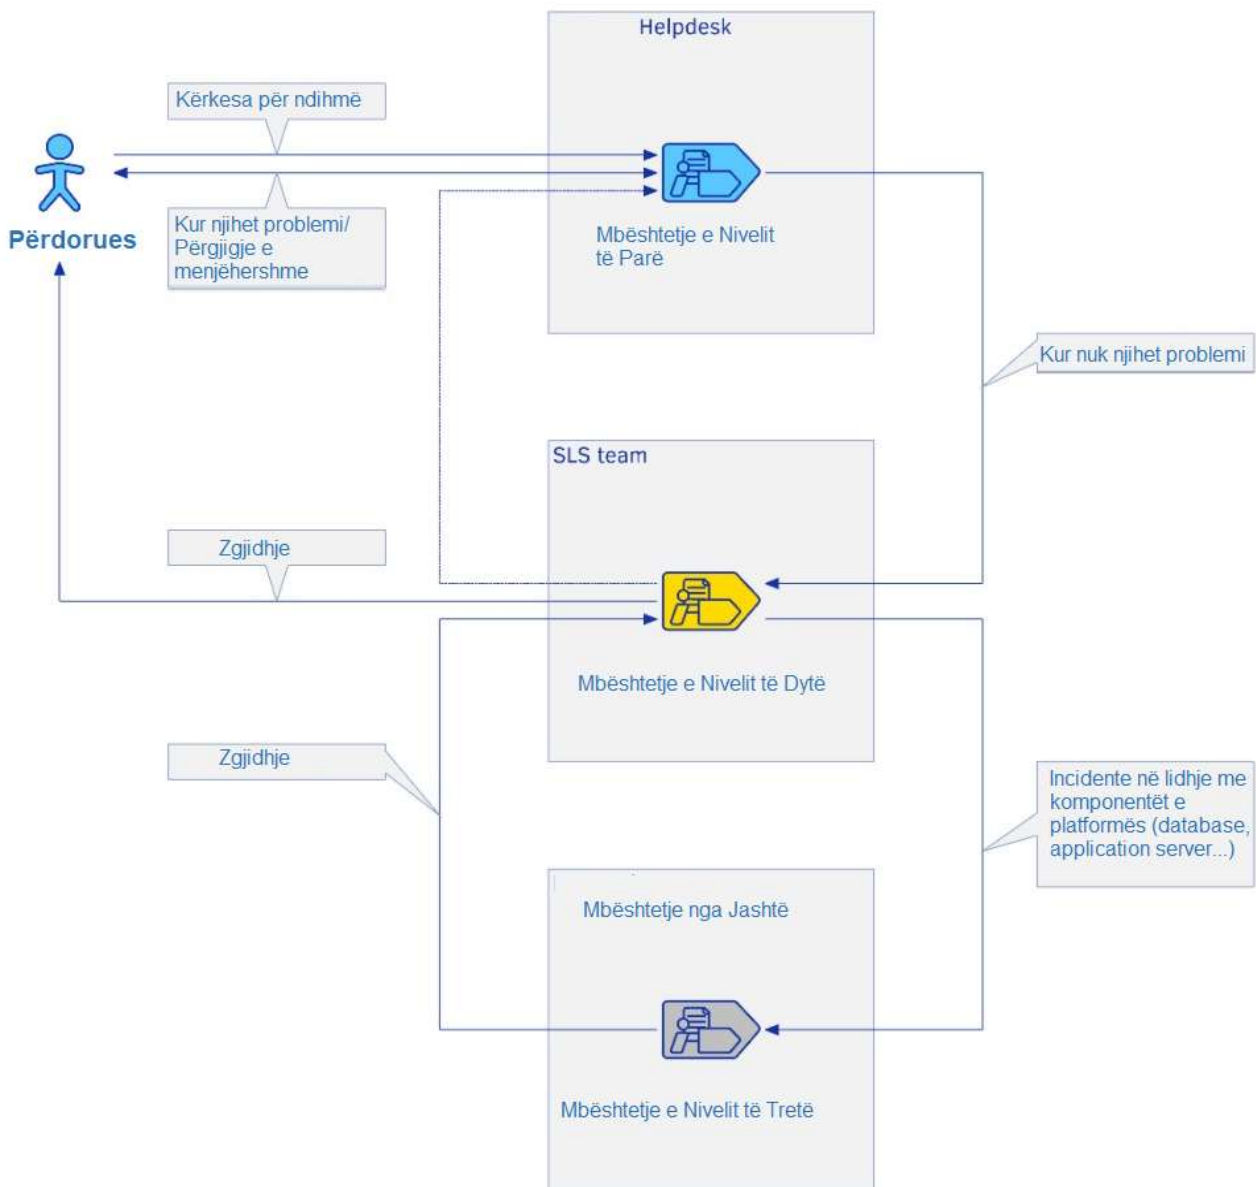 Helpdesk
Kërkesa për ndihmë
Përdorues
Kur njihet problemi/
Përgjigje e
menjëhershme
Mbështetje e Nivelit
të Parë
Kur nuk njihet problemi
SLS team
Zgjidhje
Mbështetje e Nivelit të Dytë
Zgjidhje
Incidente në lidhje me
komponentët e
platformës (database,
application server...)
Mbështetje nga Jashtë
Mbështetje e Nivelit të Tretë